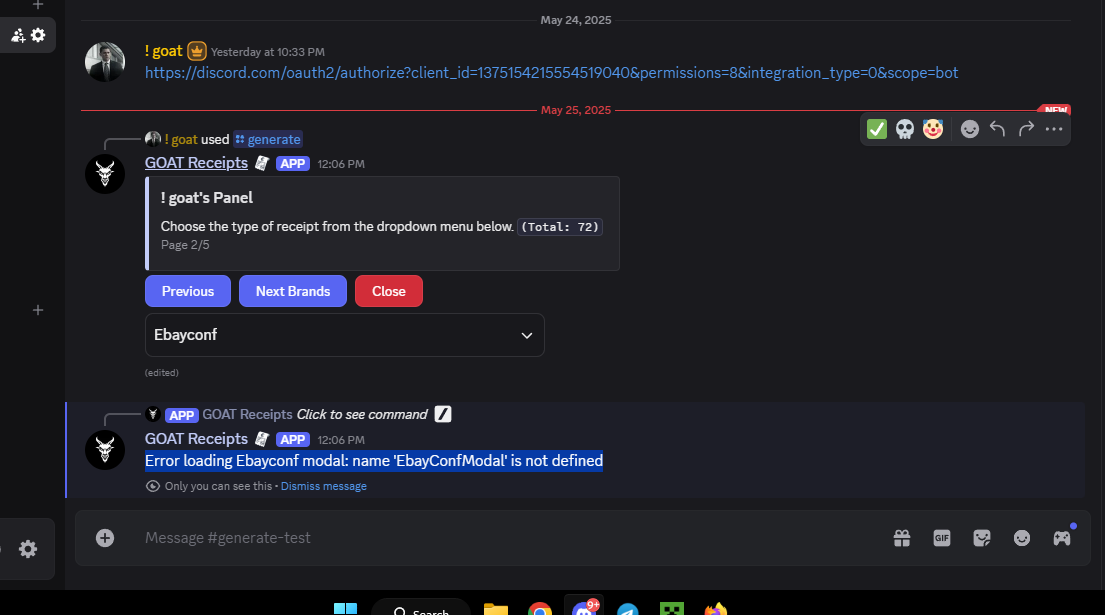 May 24, 2025
! goat Yesterday at 10:33 PM
https://discord.com/oauth2/authorize?client_id=1375154215554519040&permissions=8&integration_type=0&scope=bot
May 25, 2025
NEW
! goat used generate
GOAT Receipts APP 12:06 PM
! goat's Panel
Choose the type of receipt from the dropdown menu below. (Total: 72)
Page 2/5
Previous Next Brands Close
Ebayconf
(edited)
APP GOAT Receipts Click to see command
GOAT Receipts APP 12:06 PM
Error loading Ebayconf modal: name 'EbayConfModal' is not defined
Only you can see this • Dismiss message
Message #generate-test
GIF
Search
9+